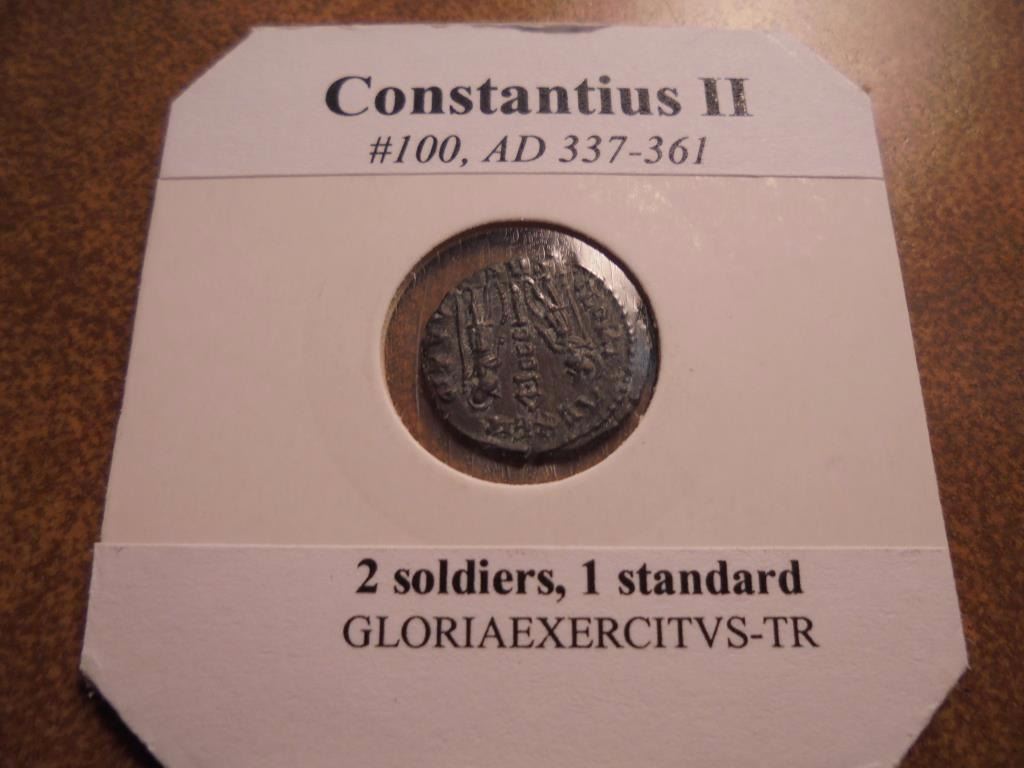 Constantius II
#100, AD 337-361
2 soldiers, 1 standard
GLORIAEXERCITVS-TR